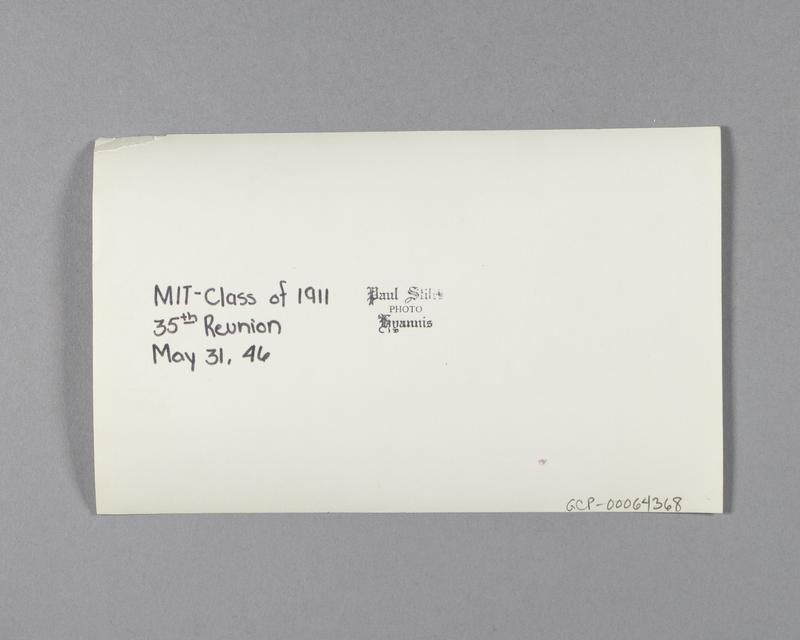 MIT-Class of 1911
35th Reunion
May 31, 46
Paul Stiles
PHOTO
Hyannis
GCP-00064368